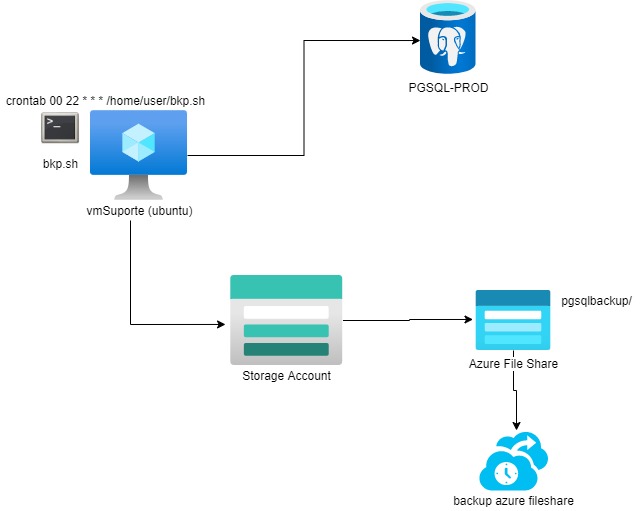 PGSQL-PROD
crontab 00 22 * * * /home/user/bkp.sh
>_
bkp.sh
vmSuporte (ubuntu)
pgsqlbackup/
Storage Account
Azure File Share
backup azure fileshare